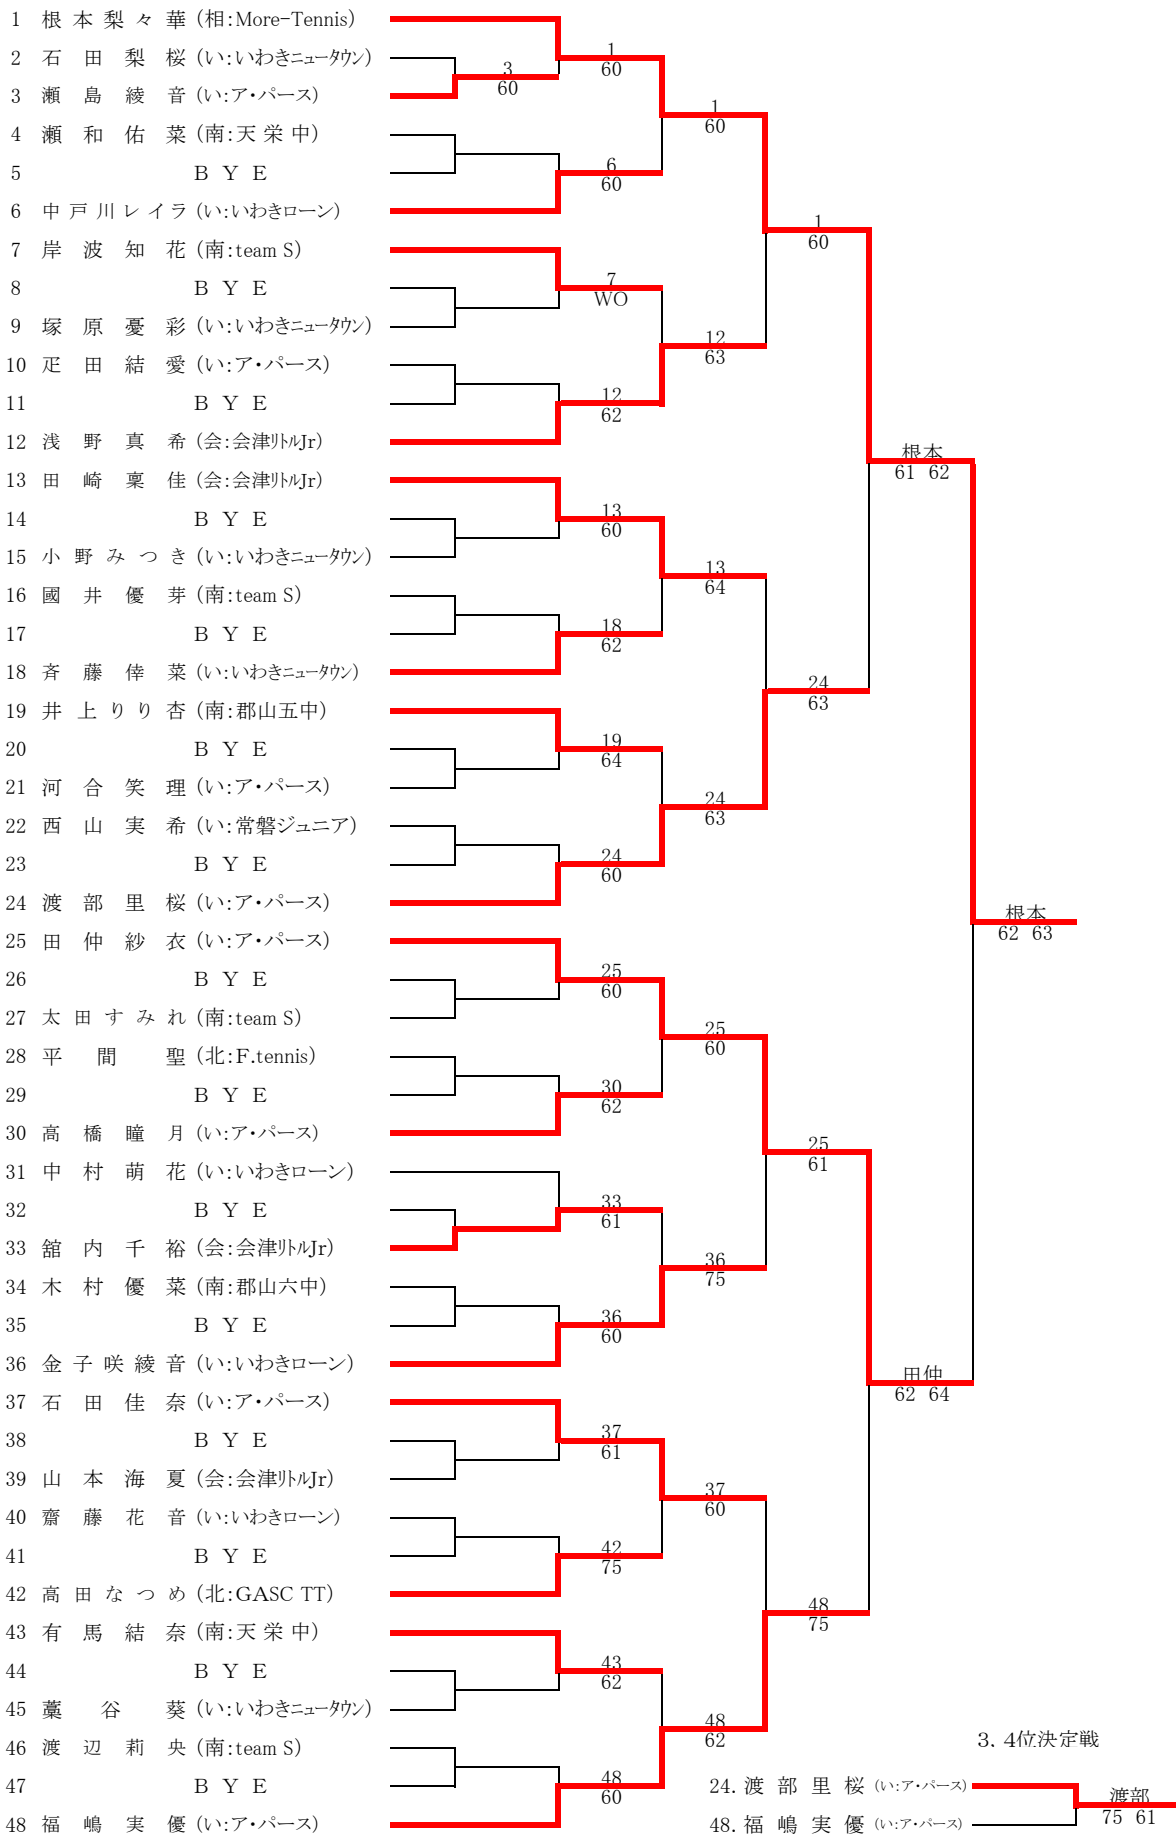 1 根本梨々華 (相:More-Tennis)
2 石田梨桜 (い:いわきニュータウン)
3 瀬島綾音 (い:ア・パース)
4 瀬和佑菜 (南:天栄中)
5 BYE
6 中戸川レイラ (い:いわきローン)
7 岸波知花 (南:team S)
8 BYE
9 塚原憂彩 (い:いわきニュータウン)
10 疋田結愛 (い:ア・パース)
11 BYE
12 浅野真希 (会:会津リトルJr)
13 田崎稟佳 (会:会津リトルJr)
14 BYE
15 小野みつき (い:いわきニュータウン)
16 國井優芽 (南:team S)
17 BYE
18 斉藤倖菜 (い:いわきニュータウン)
19 井上りり杏 (南:郡山五中)
20 BYE
21 河合笑理 (い:ア・パース)
22 西山実希 (い:常磐ジュニア)
23 BYE
24 渡部里桜 (い:ア・パース)
25 田仲紗衣 (い:ア・パース)
26 BYE
27 太田すみれ (南:team S)
28 平間聖 (北:F.tennis)
29 BYE
30 高橋瞳月 (い:ア・パース)
31 中村萌花 (い:いわきローン)
32 BYE
33 舘内千裕 (会:会津リトルJr)
34 木村優菜 (南:郡山六中)
35 BYE
36 金子咲綾音 (い:いわきローン)
37 石田佳奈 (い:ア・パース)
38 BYE
39 山本海夏 (会:会津リトルJr)
40 齋藤花音 (い:いわきローン)
41 BYE
42 高田なつめ (北:GASC TT)
43 有馬結奈 (南:天栄中)
44 BYE
45 藁谷葵 (い:いわきニュータウン)
46 渡辺莉央 (南:team S)
47 BYE
48 福嶋実優 (い:ア・パース)
3
60
1
60
6
60
7
WO
12
62
13
60
18
62
19
64
24
60
25
60
30
62
33
61
36
60
37
61
42
75
43
62
48
60
1
60
12
63
13
64
24
63
25
60
36
75
37
60
48
62
1
60
24
63
25
61
48
75
根本
61 62
田仲
62 64
根本
62 63
3, 4位決定戦
24. 渡部里桜 (い:ア・パース)
48. 福嶋実優 (い:ア・パース)
渡部
75 61